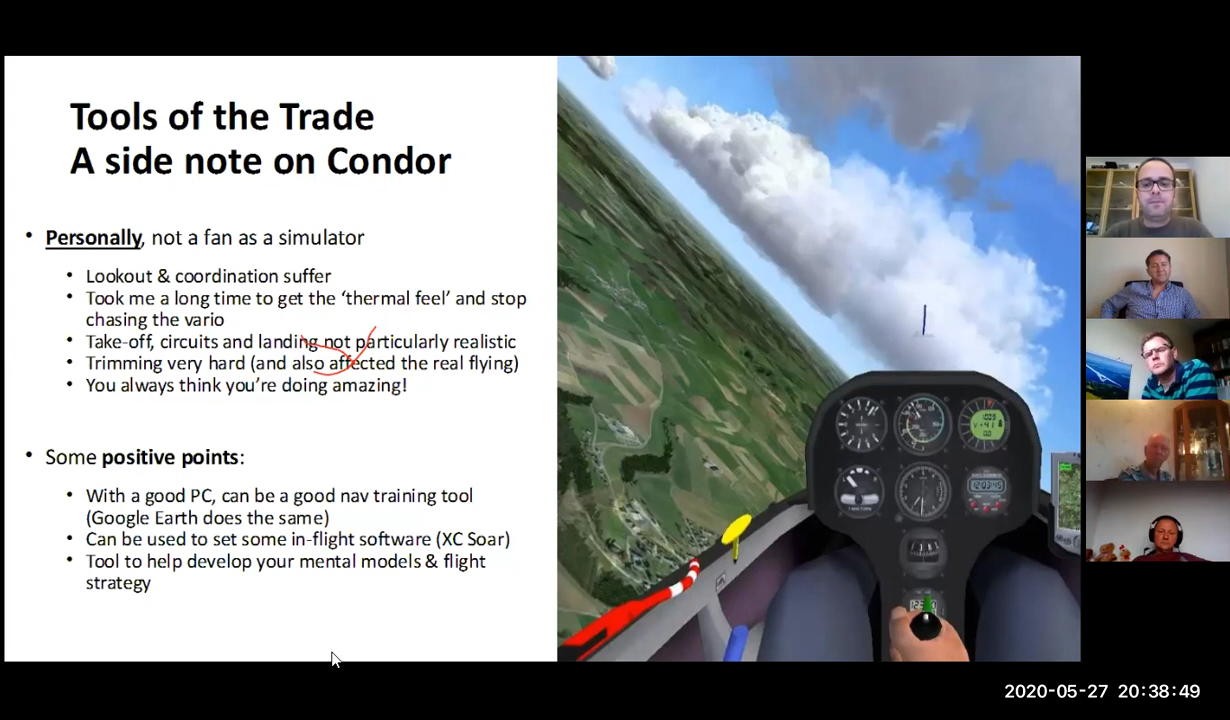 Tools of the Trade
A side note on Condor
• Personally, not a fan as a simulator
• Lookout & coordination suffer
• Took me a long time to get the ‘thermal feel’ and stop
chasing the vario
• Take-off, circuits and landing not particularly realistic
• Trimming very hard (and also affected the real flying)
• You always think you’re doing amazing!
• Some positive points:
• With a good PC, can be a good nav training tool
(Google Earth does the same)
• Can be used to set some in-flight software (XC Soar)
• Tool to help develop your mental models & flight
strategy
2020-05-27 20:38:49